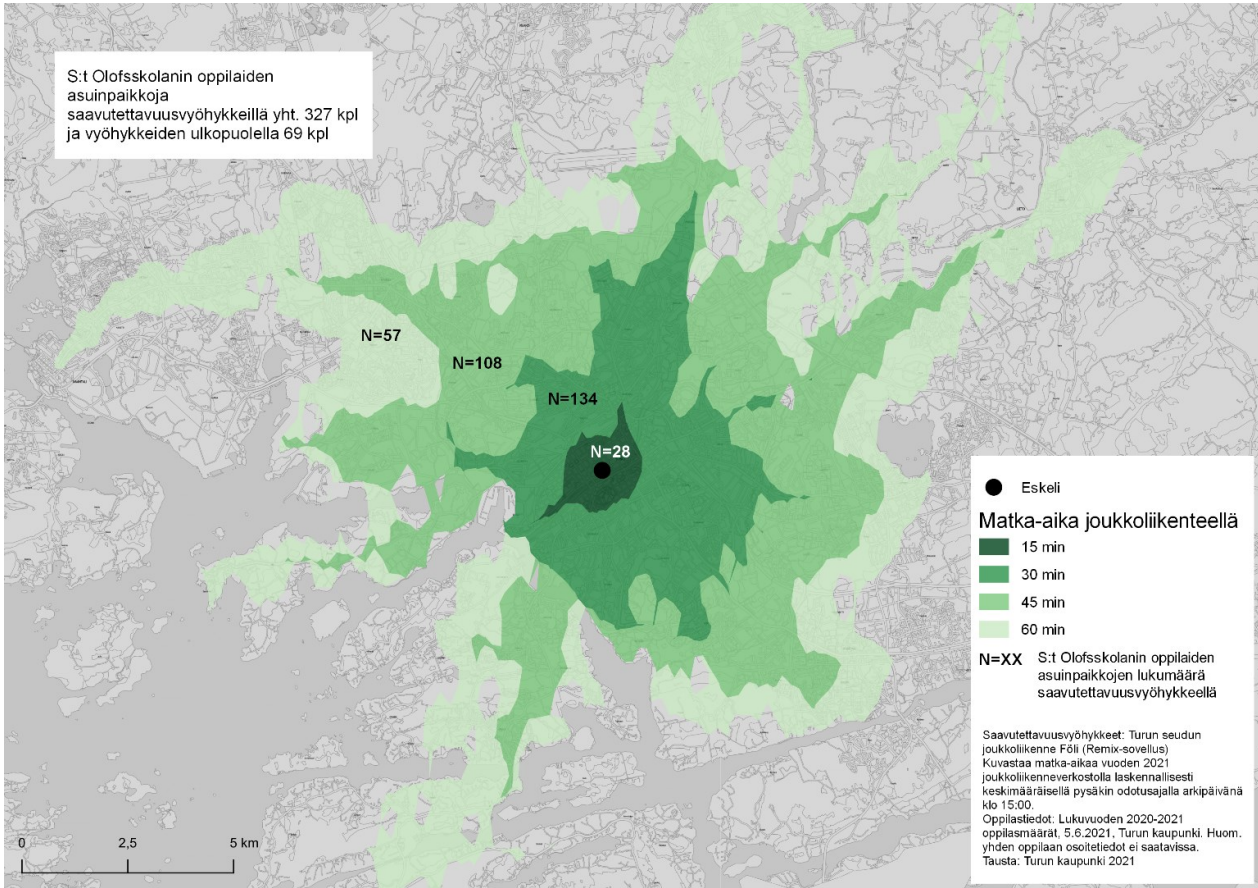 S:t Olofsskolanin oppilaiden
asuinpaikkoja
saavutettavuusvyöhykkeillä yht. 327 kpl
ja vyöhykkeiden ulkopuolella 69 kpl
N=57
N=108
N=134
N=28
Eskeli
Matka-aika joukkoliikenteellä
15 min
30 min
45 min
60 min
N=XX S:t Olofsskolanin oppilaiden
asuinpaikkojen lukumäärä
saavutettavuusvyöhykkeellä
Saavutettavuusvyöhykkeet: Turun seudun
joukkoliikenne Föli (Remix-sovellus)
Kuvastaa matka-aikaa vuoden 2021
joukkoliikenneverkostolla laskennallisesti
keskimääräisellä pysäkin odotusajalla arkipäivänä
klo 15:00.
Oppilastiedot: Lukuvuoden 2020-2021
oppilasmäärät, 5.6.2021, Turun kaupunki. Huom.
yhden oppilaan osoitetiedot ei saatavissa.
Tausta: Turun kaupunki 2021
0 2,5 5 km